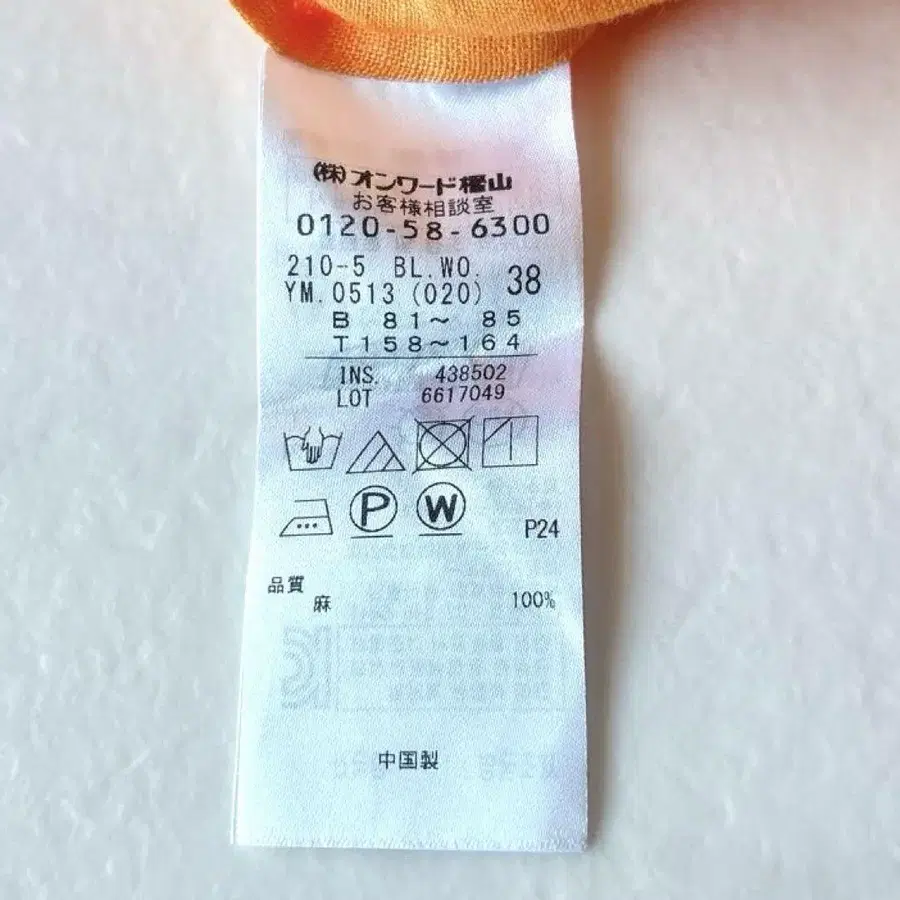 ㈱オンワード樫山
お客様相談室
0120-58-6300
210-5 BL.WO. 38
YM.0513 (020)
B 81〜 85
T158〜164
INS. 438502
LOT 6617049
P W
P24
品質
麻 100%
中国製